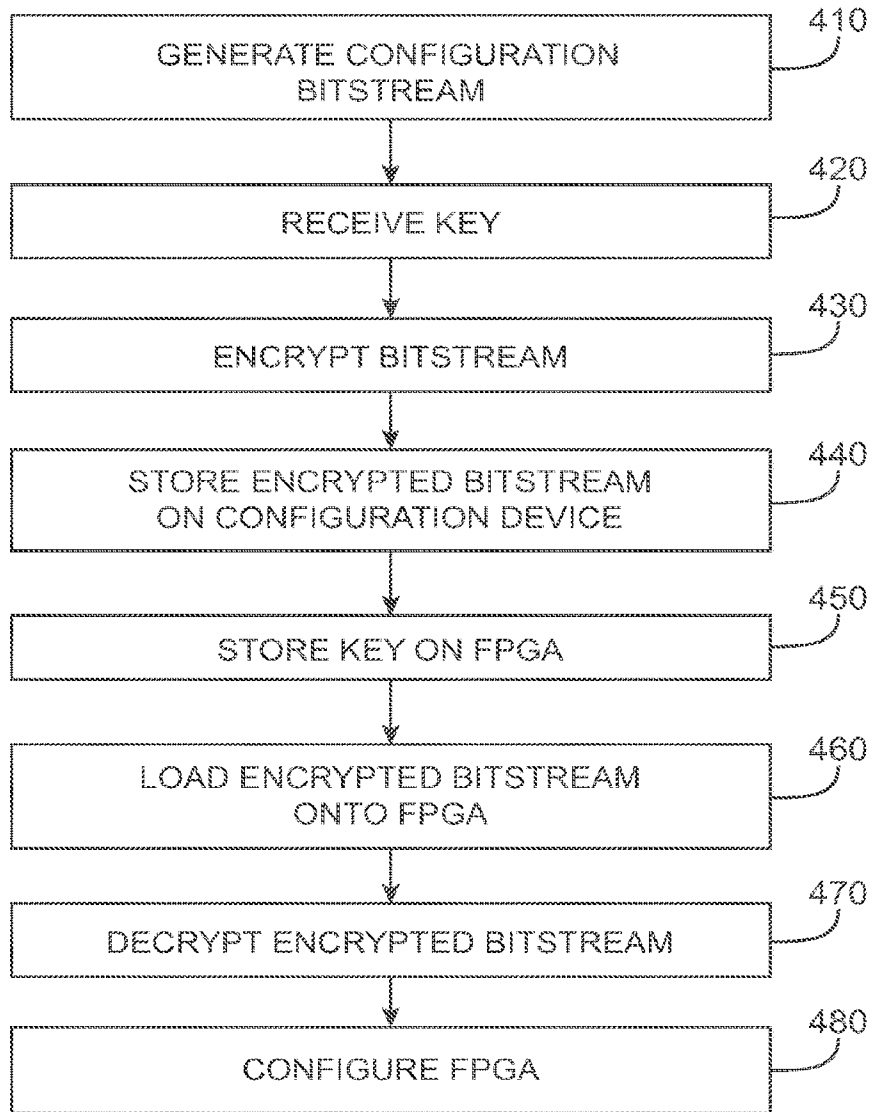 410
GENERATE CONFIGURATION
BITSTREAM
420
RECEIVE KEY
430
ENCRYPT BITSTREAM
440
STORE ENCRYPTED BITSTREAM
ON CONFIGURATION DEVICE
450
STORE KEY ON FPGA
460
LOAD ENCRYPTED BITSTREAM
ONTO FPGA
470
DECRYPT ENCRYPTED BITSTREAM
480
CONFIGURE FPGA